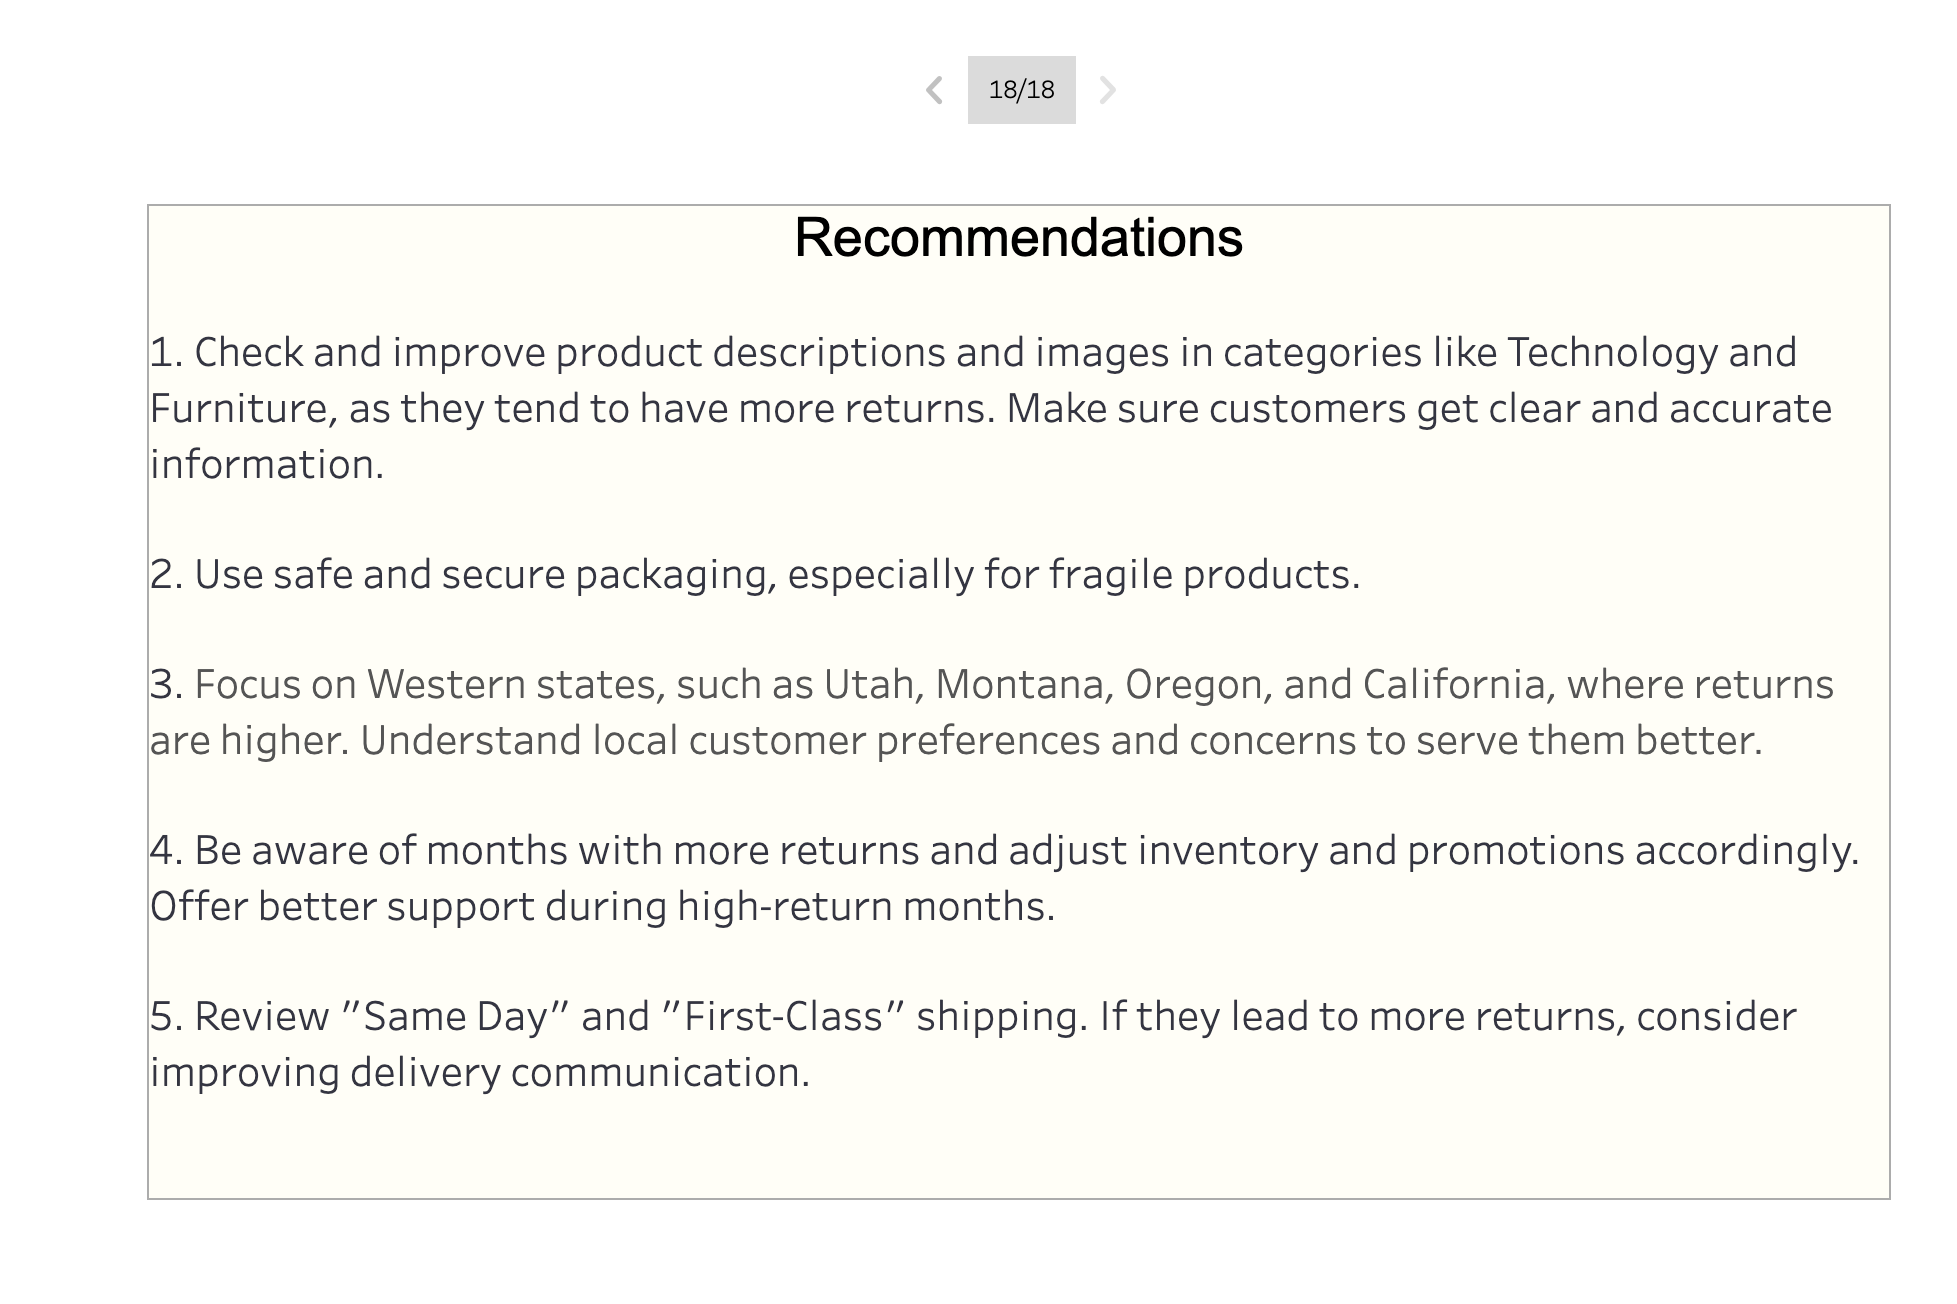 18/18
Recommendations
1. Check and improve product descriptions and images in categories like Technology and
Furniture, as they tend to have more returns. Make sure customers get clear and accurate
information.
2. Use safe and secure packaging, especially for fragile products.
3. Focus on Western states, such as Utah, Montana, Oregon, and California, where returns
are higher. Understand local customer preferences and concerns to serve them better.
4. Be aware of months with more returns and adjust inventory and promotions accordingly.
Offer better support during high-return months.
5. Review "Same Day" and "First-Class" shipping. If they lead to more returns, consider
improving delivery communication.